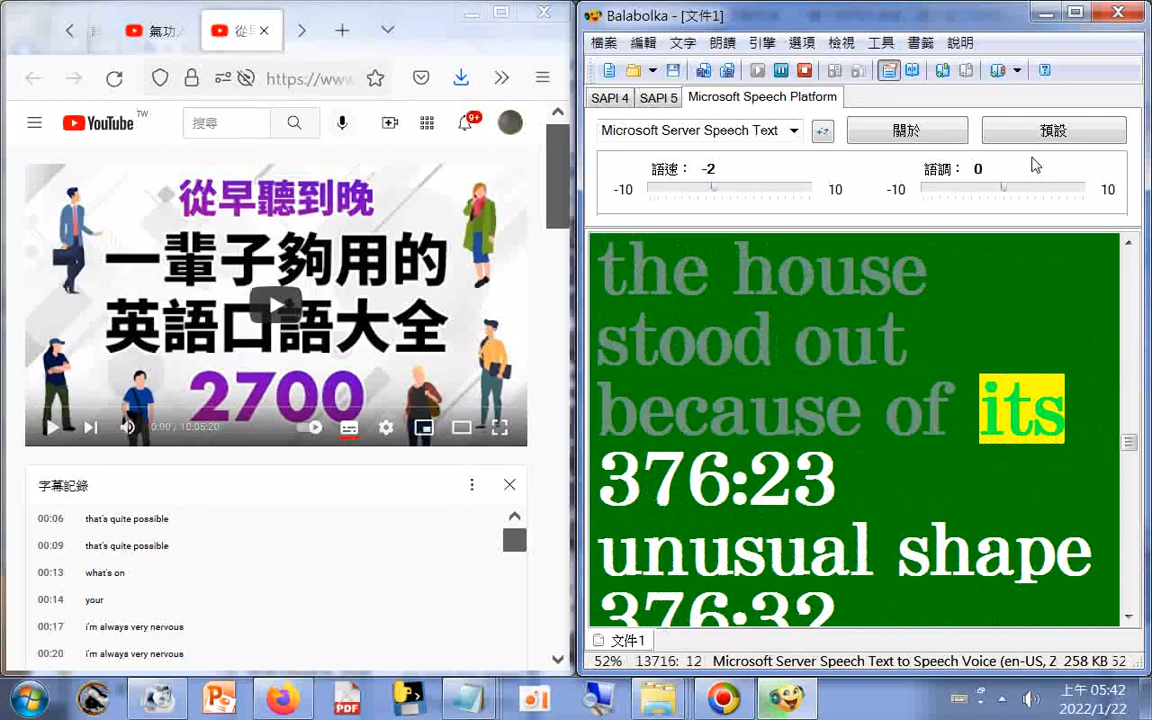 氣功
從
https://www
YouTube TW
搜尋
9+
從早聽到晚
一輩子夠用的
英語口語大全
2700
0:00 / 10:05:20
字幕記錄
00:06 that's quite possible
00:09 that's quite possible
00:13 what's on
00:14 your
00:17 i'm always very nervous
00:20 i'm always very nervous
Balabolka - [文件1]
檔案 編輯 文字 朗讀 引擎 選項 檢視 工具 書籤 說明
SAPI 4 SAPI 5 Microsoft Speech Platform
Microsoft Server Speech Text 關於 預設
語速： -2 語調： 0
-10 10 -10 10
the house
stood out
because of its
376:23
unusual shape
376:32
文件1
52% 13716: 12 Microsoft Server Speech Text to Speech Voice (en-US, Z 258 KB 52
PDF
上午 05:42
2022/1/22